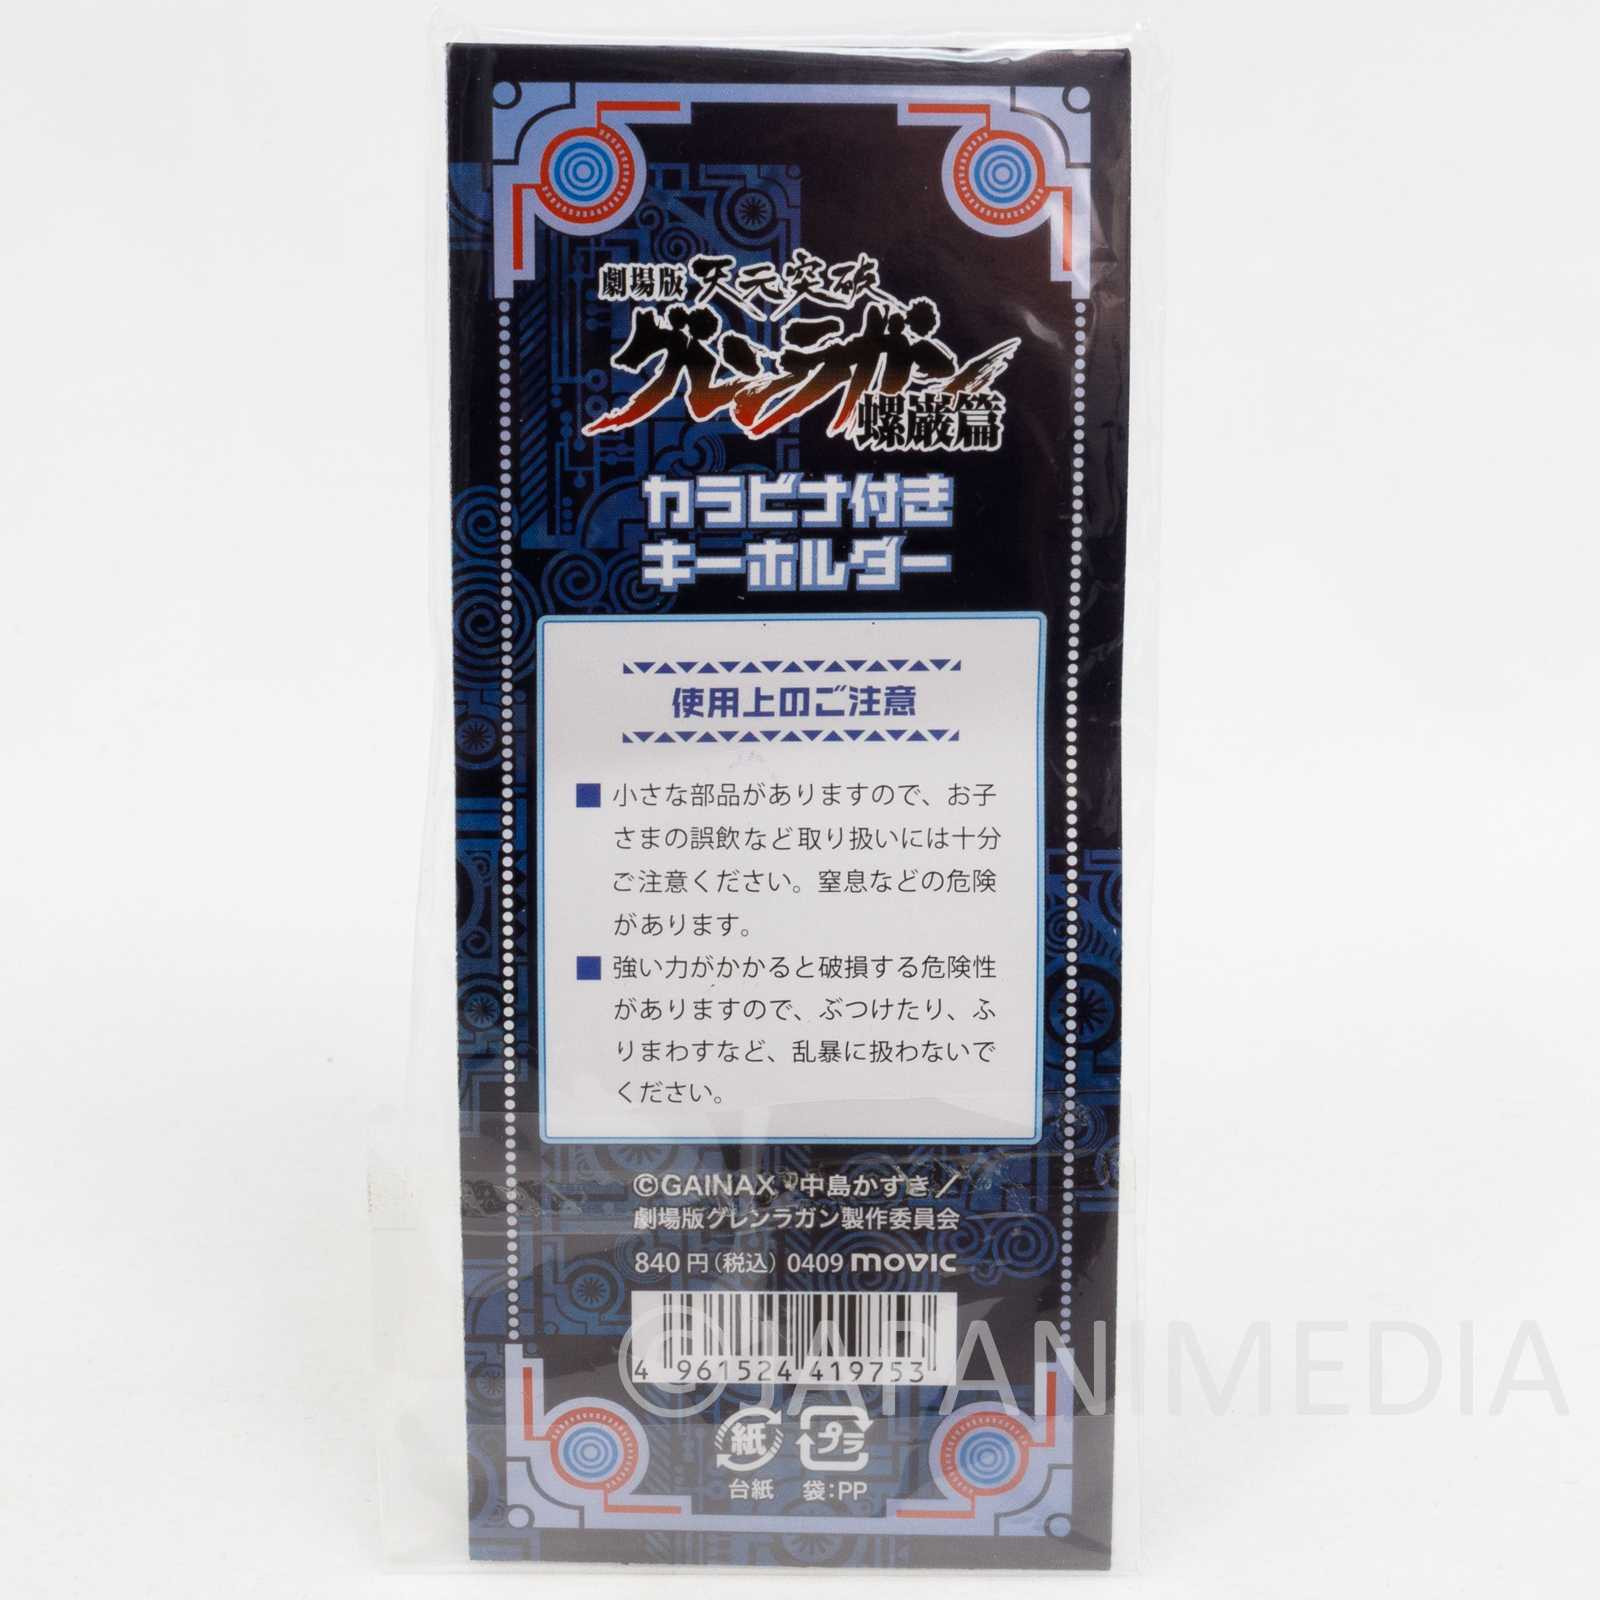 劇場版 天元突破
グレンラガン
螺巌篇
カラビナ付き
キーホルダー
使用上のご注意
■ 小さな部品がありますので、お子
さまの誤飲など取り扱いには十分
ご注意ください。窒息などの危険
があります。
■ 強い力がかかると破損する危険性
がありますので、ぶつけたり、ふ
りまわすなど、乱暴に扱わないで
ください。
©GAINAX・中島かずき／
劇場版グレンラガン製作委員会
840円(税込) 0409 movic
4 961524 419753
©JAPANIMEDIA
紙 プラ
台紙 袋:PP